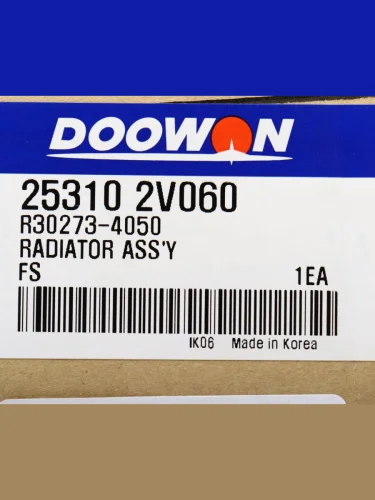 DOOWON
25310 2V060
R30273-4050
RADIATOR ASS'Y
FS 1EA
IK06 Made in Korea